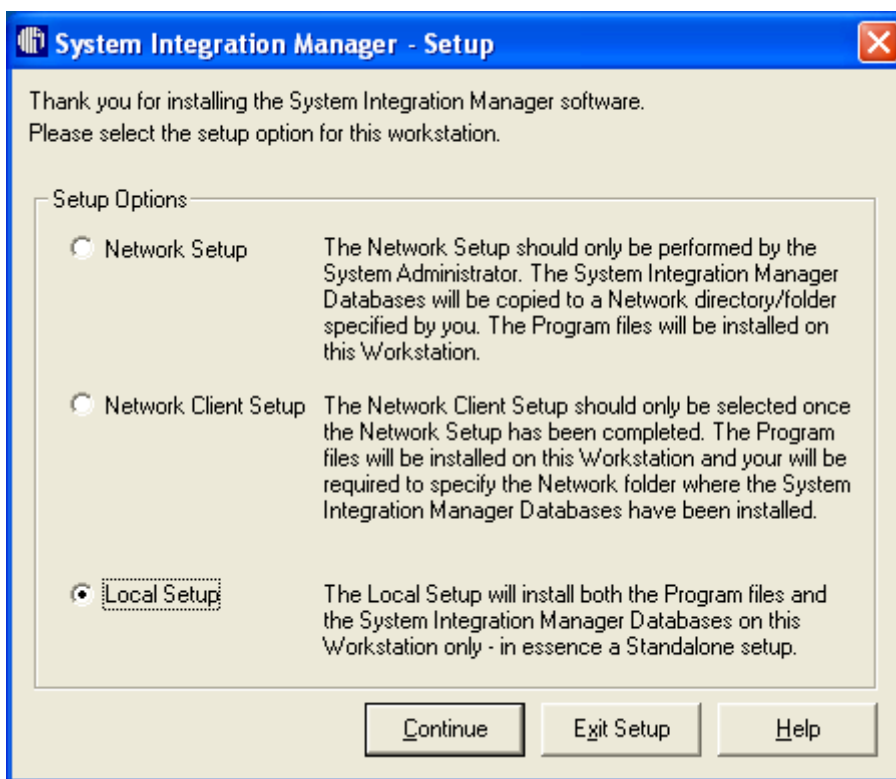 System Integration Manager - Setup
Thank you for installing the System Integration Manager software.
Please select the setup option for this workstation.
Setup Options
Network Setup
The Network Setup should only be performed by the
System Administrator. The System Integration Manager
Databases will be copied to a Network directory/folder
specified by you. The Program files will be installed on
this Workstation.
Network Client Setup
The Network Client Setup should only be selected once
the Network Setup has been completed. The Program
files will be installed on this Workstation and your will be
required to specify the Network folder where the System
Integration Manager Databases have been installed.
Local Setup
The Local Setup will install both the Program files and
the System Integration Manager Databases on this
Workstation only - in essence a Standalone setup.
Continue
Exit Setup
Help